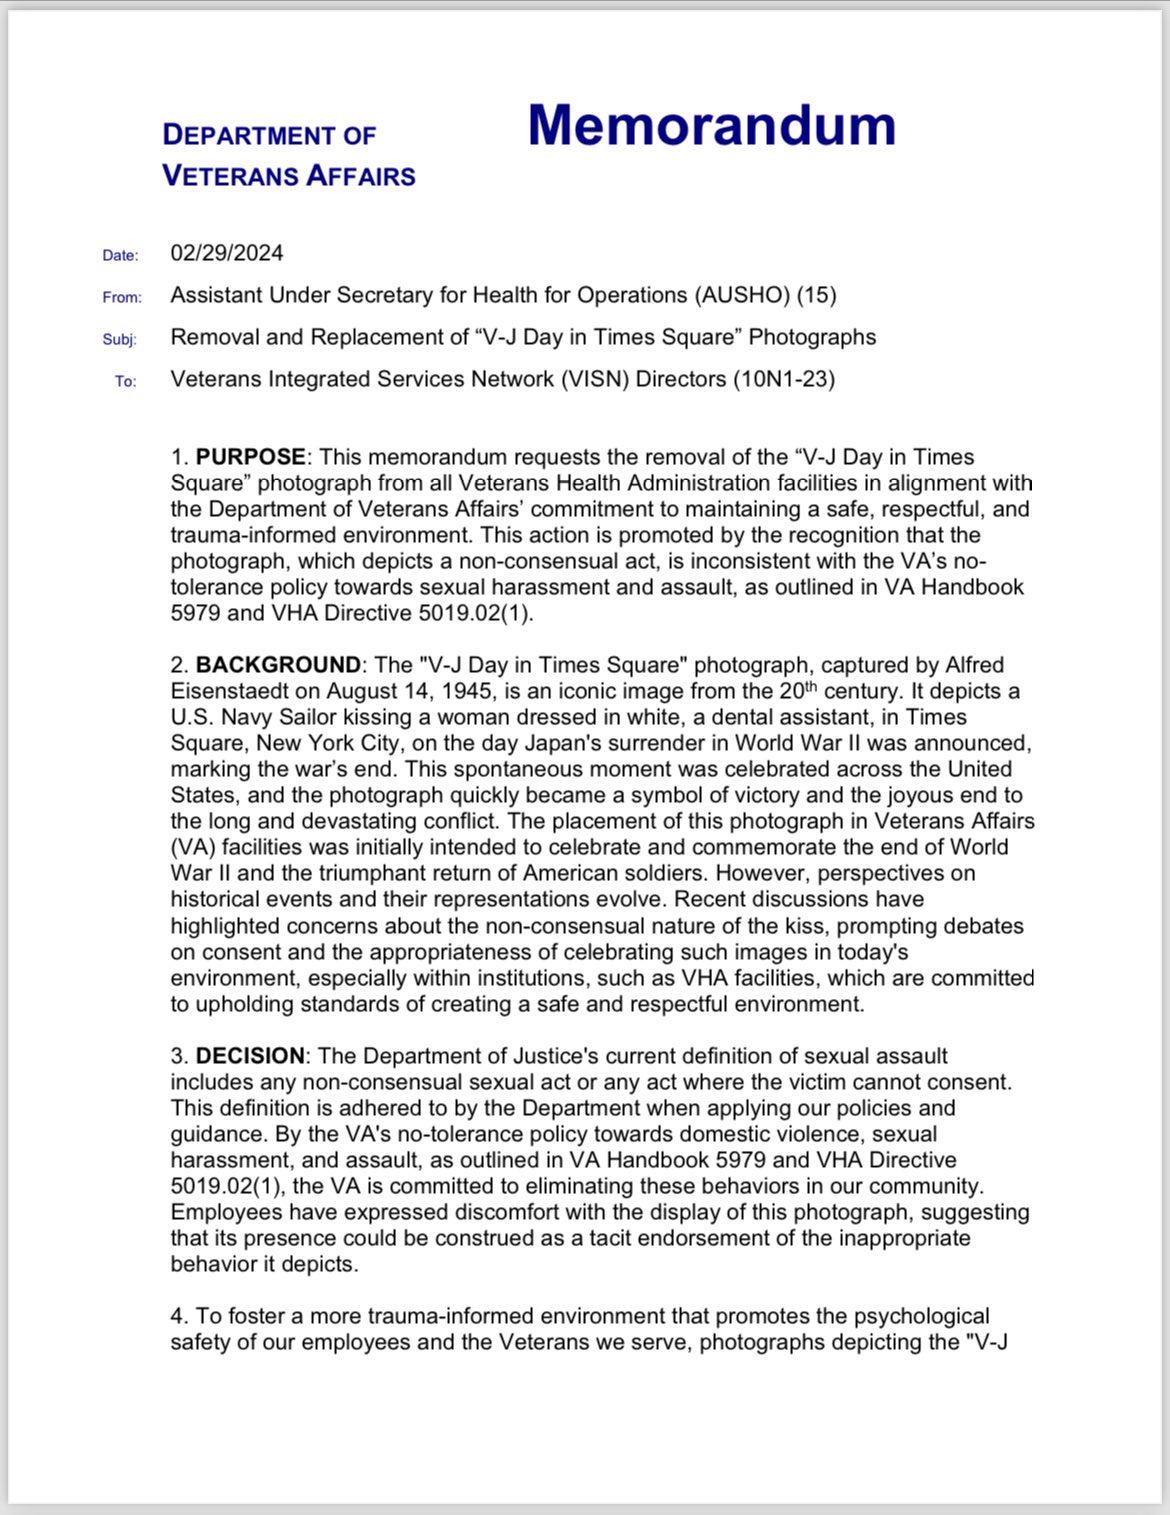 DEPARTMENT OF
VETERANS AFFAIRS
Memorandum
Date: 02/29/2024
From: Assistant Under Secretary for Health for Operations (AUSHO) (15)
Subj: Removal and Replacement of “V-J Day in Times Square” Photographs
To: Veterans Integrated Services Network (VISN) Directors (10N1-23)
1. PURPOSE: This memorandum requests the removal of the “V-J Day in Times
Square” photograph from all Veterans Health Administration facilities in alignment with
the Department of Veterans Affairs’ commitment to maintaining a safe, respectful, and
trauma-informed environment. This action is promoted by the recognition that the
photograph, which depicts a non-consensual act, is inconsistent with the VA’s no-
tolerance policy towards sexual harassment and assault, as outlined in VA Handbook
5979 and VHA Directive 5019.02(1).
2. BACKGROUND: The "V-J Day in Times Square" photograph, captured by Alfred
Eisenstaedt on August 14, 1945, is an iconic image from the 20th century. It depicts a
U.S. Navy Sailor kissing a woman dressed in white, a dental assistant, in Times
Square, New York City, on the day Japan's surrender in World War II was announced,
marking the war’s end. This spontaneous moment was celebrated across the United
States, and the photograph quickly became a symbol of victory and the joyous end to
the long and devastating conflict. The placement of this photograph in Veterans Affairs
(VA) facilities was initially intended to celebrate and commemorate the end of World
War II and the triumphant return of American soldiers. However, perspectives on
historical events and their representations evolve. Recent discussions have
highlighted concerns about the non-consensual nature of the kiss, prompting debates
on consent and the appropriateness of celebrating such images in today's
environment, especially within institutions, such as VHA facilities, which are committed
to upholding standards of creating a safe and respectful environment.
3. DECISION: The Department of Justice's current definition of sexual assault
includes any non-consensual sexual act or any act where the victim cannot consent.
This definition is adhered to by the Department when applying our policies and
guidance. By the VA's no-tolerance policy towards domestic violence, sexual
harassment, and assault, as outlined in VA Handbook 5979 and VHA Directive
5019.02(1), the VA is committed to eliminating these behaviors in our community.
Employees have expressed discomfort with the display of this photograph, suggesting
that its presence could be construed as a tacit endorsement of the inappropriate
behavior it depicts.
4. To foster a more trauma-informed environment that promotes the psychological
safety of our employees and the Veterans we serve, photographs depicting the "V-J